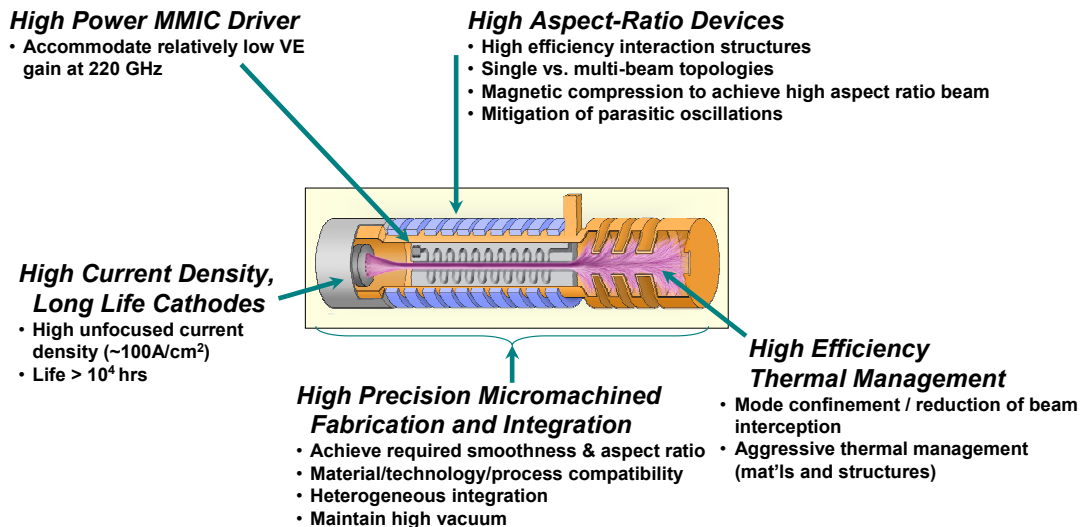 High Power MMIC Driver
• Accommodate relatively low VE
gain at 220 GHz
High Aspect-Ratio Devices
• High efficiency interaction structures
• Single vs. multi-beam topologies
• Magnetic compression to achieve high aspect ratio beam
• Mitigation of parasitic oscillations
High Current Density,
Long Life Cathodes
• High unfocused current
density (~100A/cm²)
• Life > 10⁴ hrs
High Precision Micromachined
Fabrication and Integration
• Achieve required smoothness & aspect ratio
• Material/technology/process compatibility
• Heterogeneous integration
• Maintain high vacuum
High Efficiency
Thermal Management
• Mode confinement / reduction of beam
interception
• Aggressive thermal management
(mat'ls and structures)